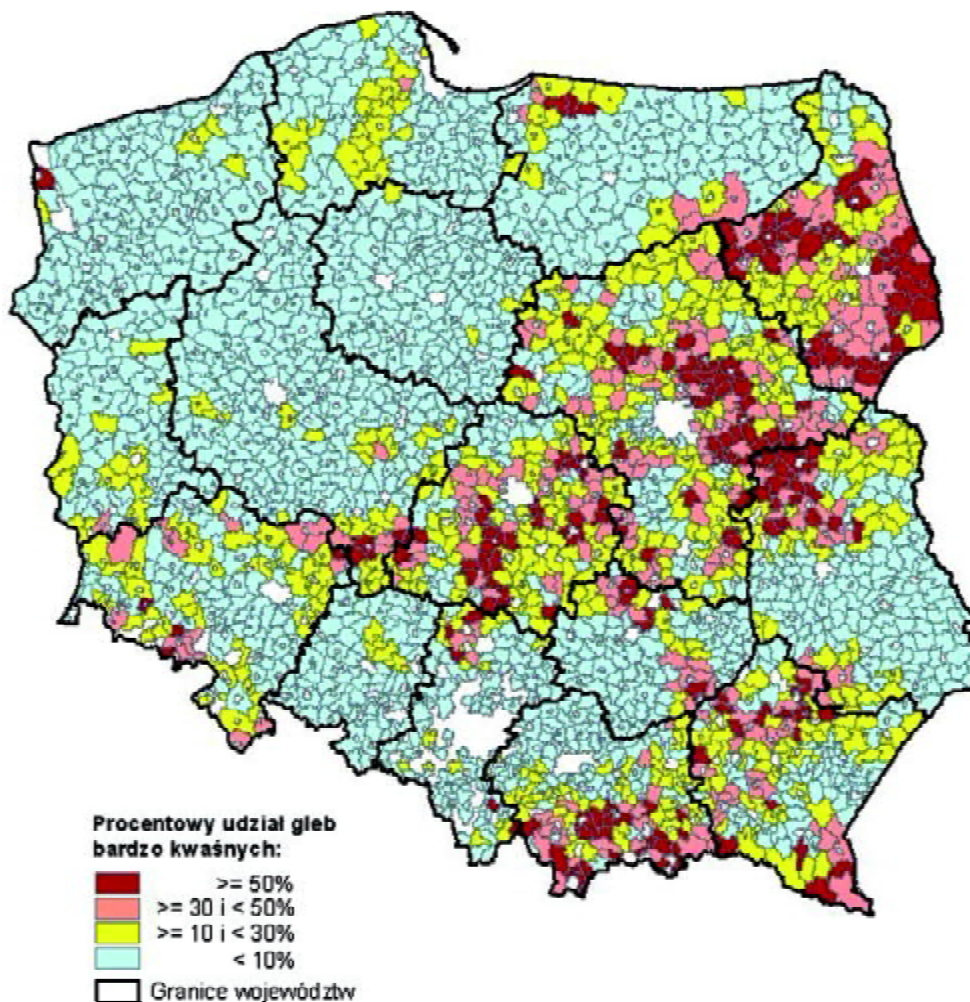 Procentowy udział gleb
bardzo kwaśnych:
>= 50%
>= 30 i < 50%
>= 10 i < 30%
< 10%
Granice województw